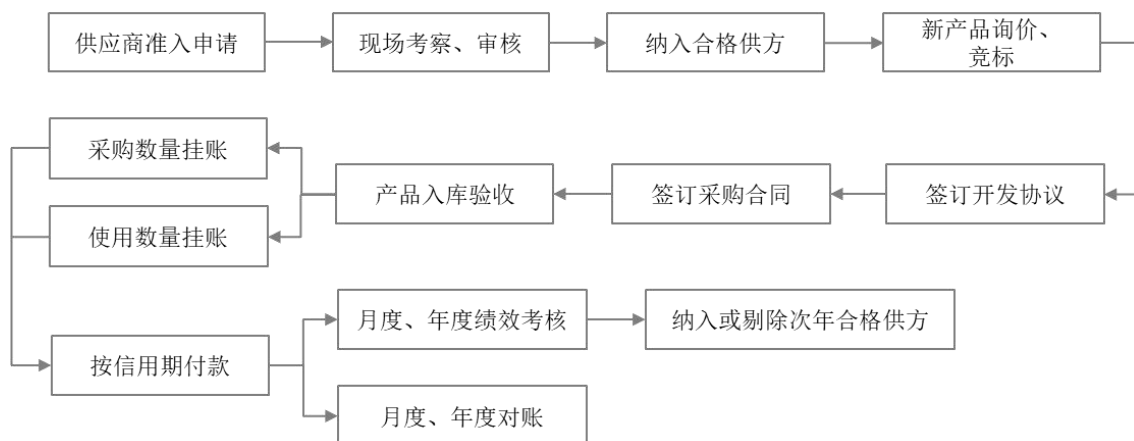 供应商准入申请
现场考察、审核
纳入合格供方
新产品询价、
竞标
采购数量挂账
使用数量挂账
产品入库验收
签订采购合同
签订开发协议
按信用期付款
月度、年度绩效考核
纳入或剔除次年合格供方
月度、年度对账